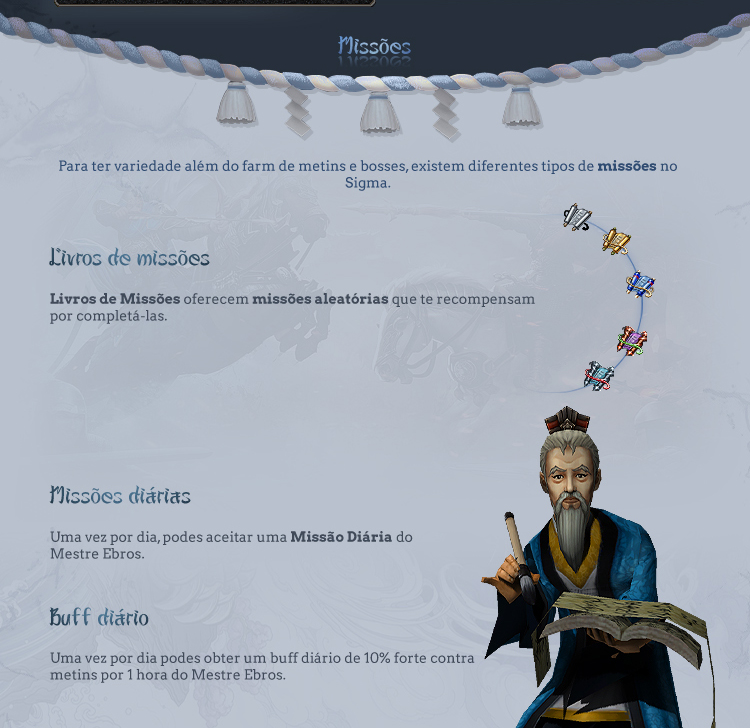 Missões
Para ter variedade além do farm de metins e bosses, existem diferentes tipos de missões no
Sigma.
Livros de missões
Livros de Missões oferecem missões aleatórias que te recompensam
por completá-las.
Missões diárias
Uma vez por dia, podes aceitar uma Missão Diária do
Mestre Ebros.
Buff diário
Uma vez por dia podes obter um buff diário de 10% forte contra
metins por 1 hora do Mestre Ebros.